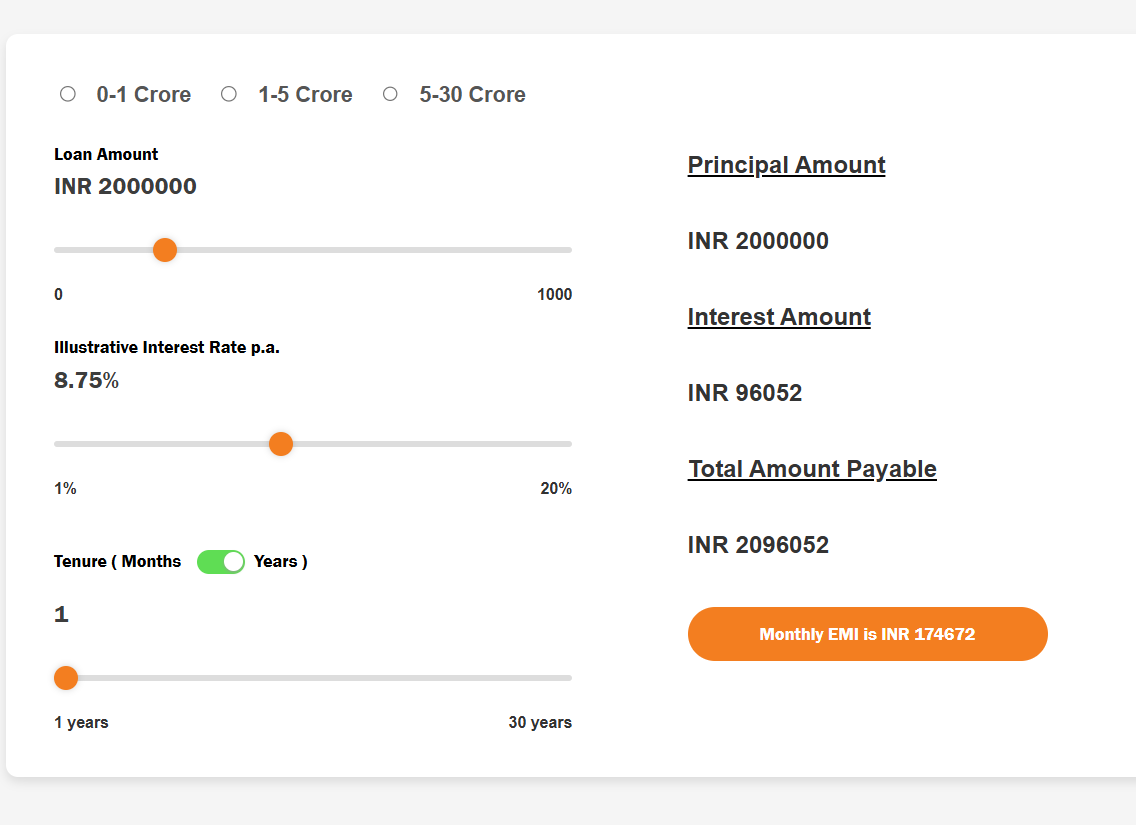 0-1 Crore 1-5 Crore 5-30 Crore
Loan Amount
INR 2000000
0 1000
Illustrative Interest Rate p.a.
8.75%
1% 20%
Tenure ( Months Years )
1
1 years 30 years
Principal Amount
INR 2000000
Interest Amount
INR 96052
Total Amount Payable
INR 2096052
Monthly EMI is INR 174672